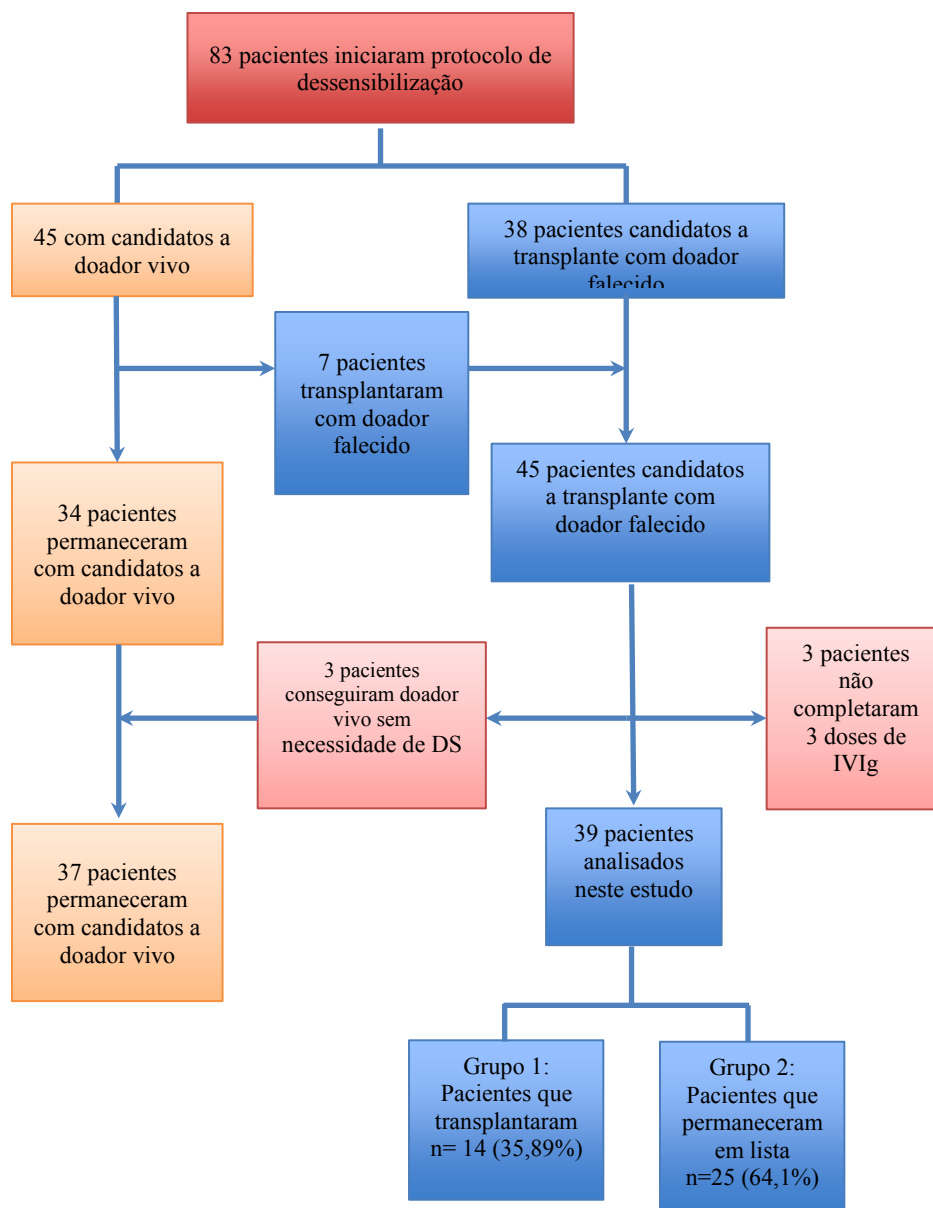 83 pacientes iniciaram protocolo de
dessensibilização
45 com candidatos a
doador vivo
38 pacientes candidatos a
transplante com doador
falecido
7 pacientes
transplantaram
com doador
falecido
45 pacientes candidatos
a transplante com
doador falecido
34 pacientes
permaneceram
com candidatos a
doador vivo
3 pacientes
conseguiram doador
vivo sem
necessidade de DS
3 pacientes
não
completaram
3 doses de
IVIg
37 pacientes
permaneceram
com candidatos a
doador vivo
39 pacientes
analisados
neste estudo
Grupo 1:
Pacientes que
transplantaram
n= 14 (35,89%)
Grupo 2:
Pacientes que
permaneceram
em lista
n=25 (64,1%)